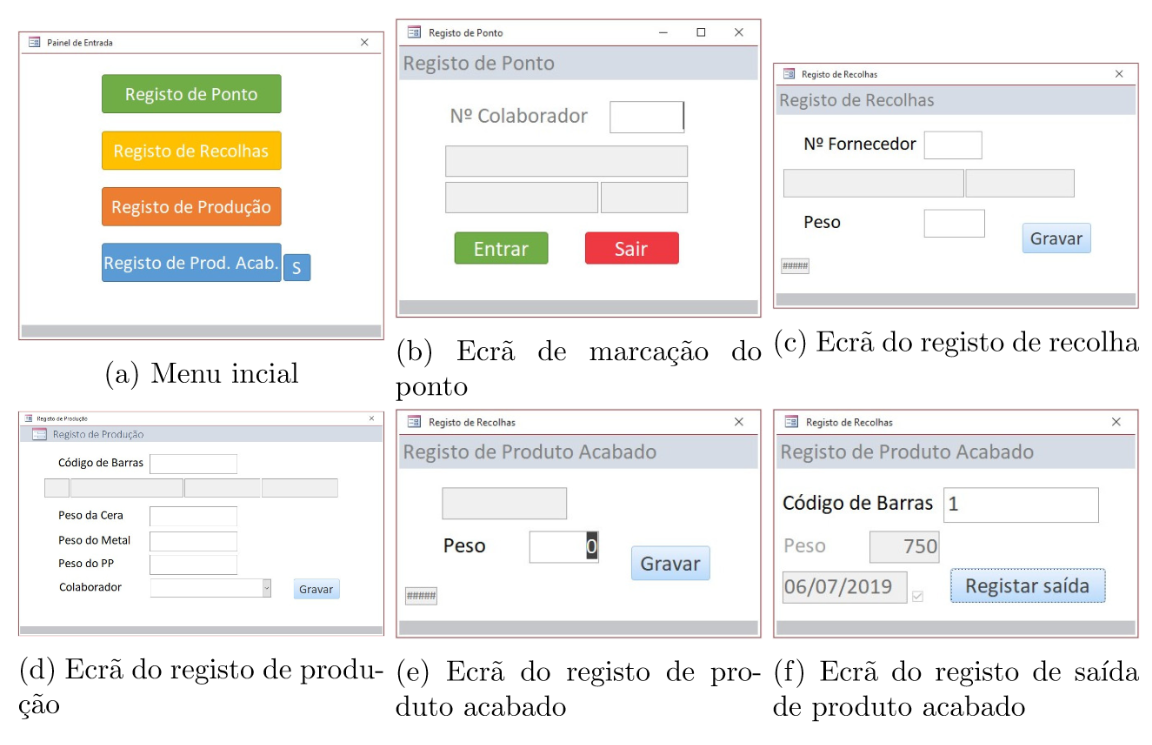 Painel de Entrada
Registo de Ponto
Registo de Recolhas
Registo de Produção
Registo de Prod. Acab.
S
(a) Menu incial
Registo de Ponto
Registo de Ponto
Nº Colaborador
Entrar
Sair
(b) Ecrã de marcação do
ponto
Registo de Recolhas
Registo de Recolhas
Nº Fornecedor
Peso
Gravar
#####
(c) Ecrã do registo de recolha
Registo de Produção
Registo de Produção
Código de Barras
Peso da Cera
Peso do Metal
Peso do PP
Colaborador
Gravar
(d) Ecrã do registo de produ-
ção
Registo de Recolhas
Registo de Produto Acabado
Peso
0
Gravar
#####
(e) Ecrã do registo de pro-
duto acabado
Registo de Recolhas
Registo de Produto Acabado
Código de Barras 1
Peso 750
06/07/2019
Registar saída
(f) Ecrã do registo de saída
de produto acabado